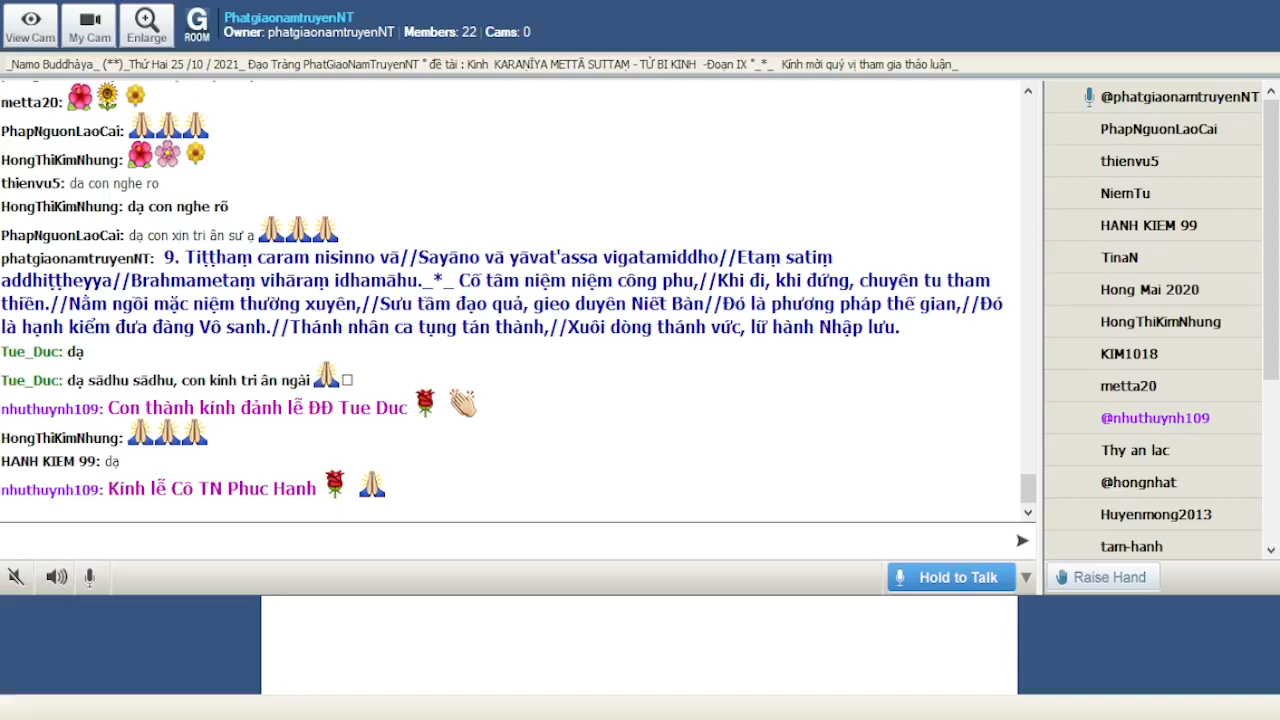 View Cam
My Cam
Enlarge
G
ROOM
PhatgiaonamtruyenNT
Owner: phatgiaonamtruyenNT | Members: 22 | Cams: 0
_Namo Buddhàya_ (**)_Thứ Hai 25 /10 / 2021_ Đạo Tràng PhatGiaoNamTruyenNT " đề tài : Kinh KARAṆĪYA METTĀ SUTTAṂ - TỪ BI KINH -Đoạn IX "_*_ Kính mời quý vị tham gia thảo luận_
metta20:
PhapNguonLaoCai:
HongThiKimNhung:
thienvu5: da con nghe ro
HongThiKimNhung: dạ con nghe rõ
PhapNguonLaoCai: dạ con xin tri ân sư ạ
phatgiaonamtruyenNT: 9. Tiṭṭhaṃ caram nisinno vā//Sayāno vā yāvat'assa vigatamiddho//Etaṃ satiṃ
addhiṭṭheyya//Brahmametaṃ vihāraṃ idhamāhu._*_ Cố tâm niệm niệm công phu,//Khi đi, khi đứng, chuyên tu tham
thiền.//Nằm ngồi mặc niệm thường xuyên,//Sưu tầm đạo quả, gieo duyên Niết Bàn//Đó là phương pháp thế gian,//Đó
là hạnh kiểm đưa đàng Vô sanh.//Thánh nhân ca tụng tán thành,//Xuôi dòng thánh vức, lữ hành Nhập lưu.
Tue_Duc: dạ
Tue_Duc: dạ sādhu sādhu, con kính tri ân ngài
nhuthuynh109: Con thành kính đảnh lễ ĐĐ Tue Duc
HongThiKimNhung:
HANH KIEM 99: dạ
nhuthuynh109: Kính lễ Cô TN Phuc Hanh
@phatgiaonamtruyenNT
PhapNguonLaoCai
thienvu5
NiemTu
HANH KIEM 99
TinaN
Hong Mai 2020
HongThiKimNhung
KIM1018
metta20
@nhuthuynh109
Thy an lac
@hongnhat
Huyenmong2013
tam-hanh
Hold to Talk
Raise Hand